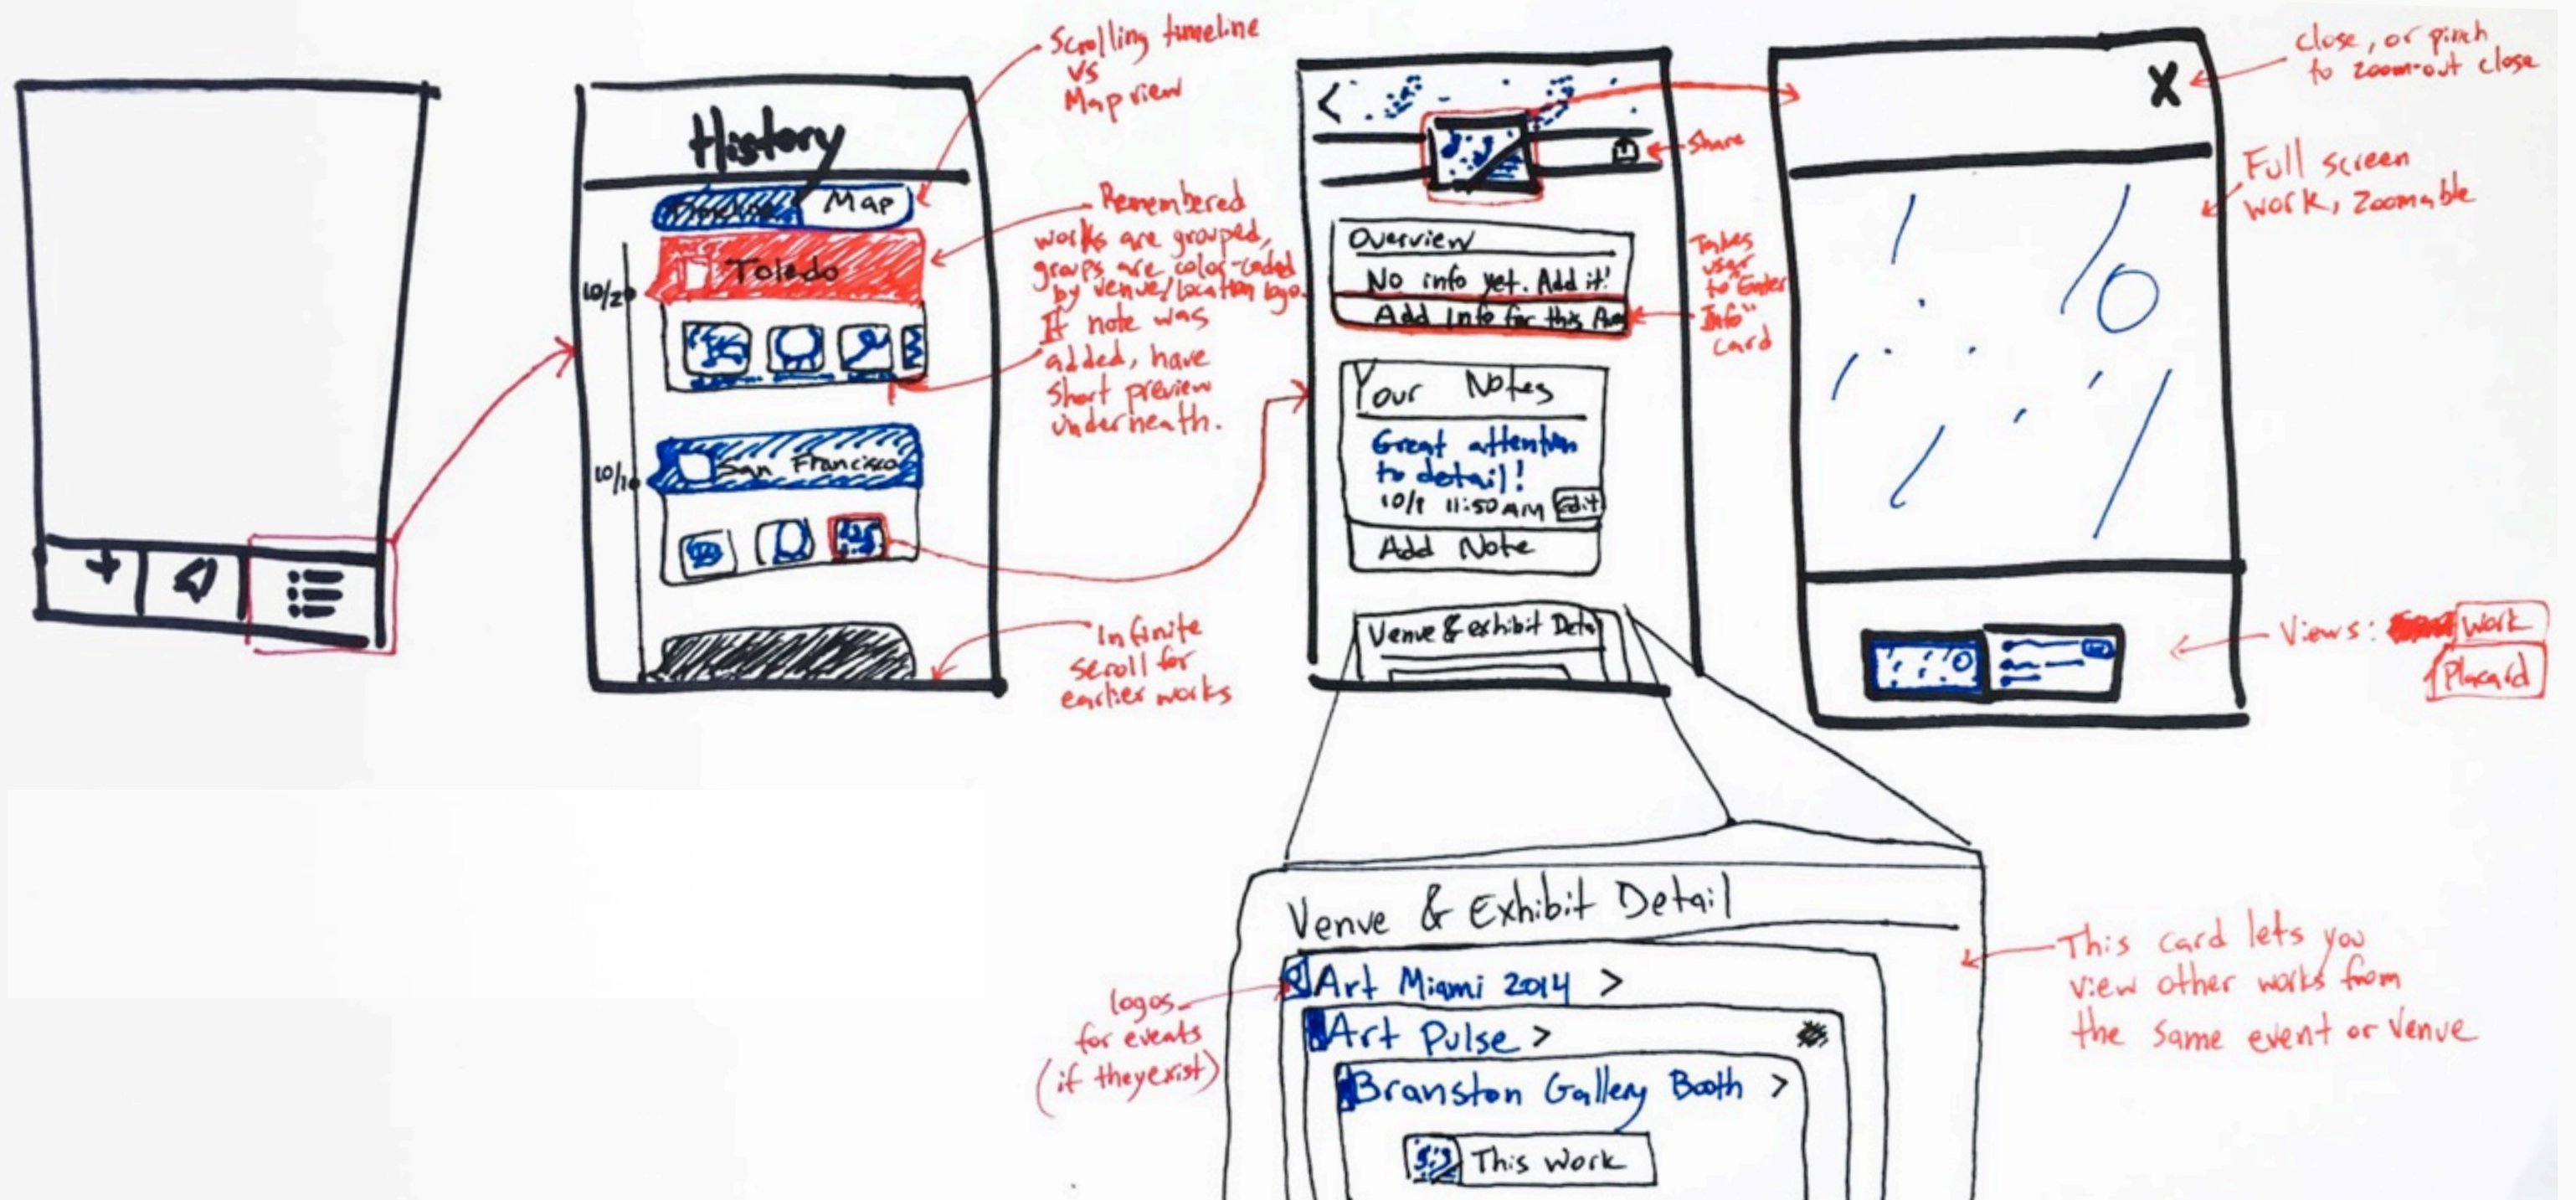 History
Timeline Map
10/2
Toledo
10/1
San Francisco
Scrolling timeline
vs
Map view
Remembered
works are grouped,
groups are color-coded
by venue/location logo.
If note was
added, have
short preview
underneath.
Infinite
scroll for
earlier works
<
Share
Overview
No info yet. Add it!
Add Info for this
Takes
user
to "Enter
Info"
card
Your Notes
Great attention
to detail!
10/1 11:50 AM Edit
Add Note
Venue & exhibit Deta
X
close, or pinch
to zoom-out close
Full screen
work, zoomable
Views: Work
Placard
Venue & Exhibit Detail
Art Miami 2014 >
Art Pulse >
Branston Gallery Booth >
This Work
logos
for events
(if they exist)
This card lets you
view other works from
the same event or venue